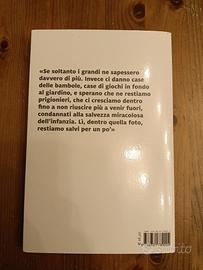 «Se soltanto i grandi ne sapessero
davvero di più. Invece ci danno case
delle bambole, case di giochi in fondo
al giardino, e sperano che ne restiamo
prigionieri, che ci cresciamo dentro
fino a non riuscire più a venir fuori,
condannati alla salvezza miracolosa
dell'infanzia. Lì, dentro quella foto,
restiamo salvi per un po'»
subito